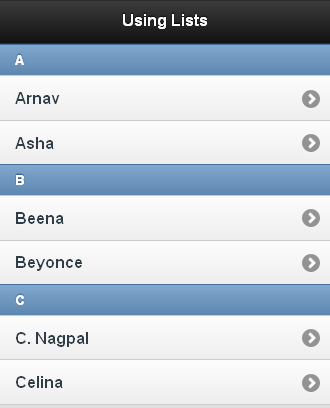 Using Lists
A
Arnav
Asha
B
Beena
Beyonce
C
C. Nagpal
Celina